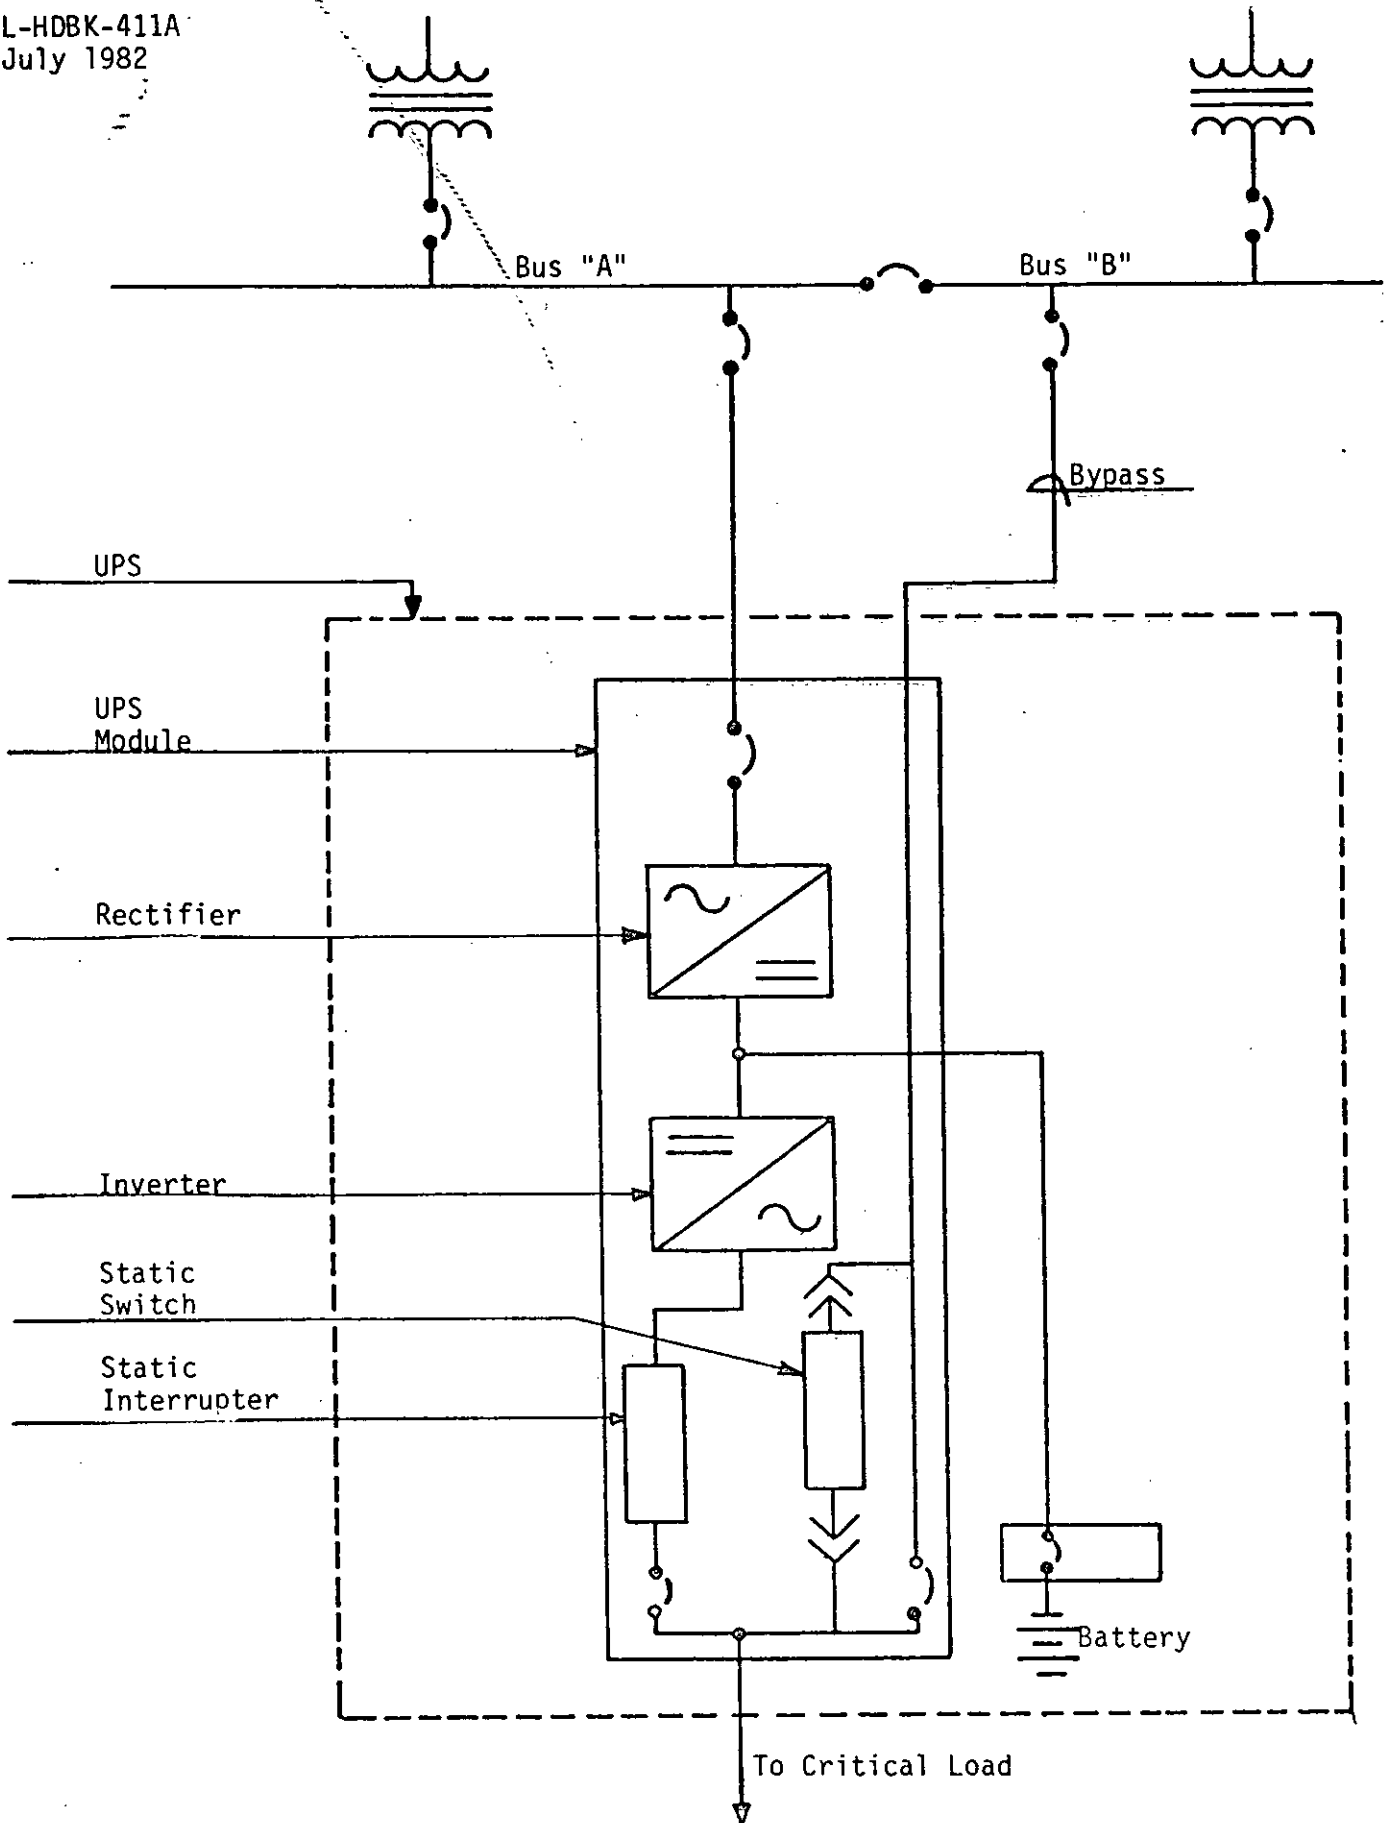 L-HDBK-411A
July 1982
Bus "A"
Bus "B"
Bypass
UPS
UPS
Module
Rectifier
Inverter
Static
Switch
Static
Interrupter
Battery
To Critical Load